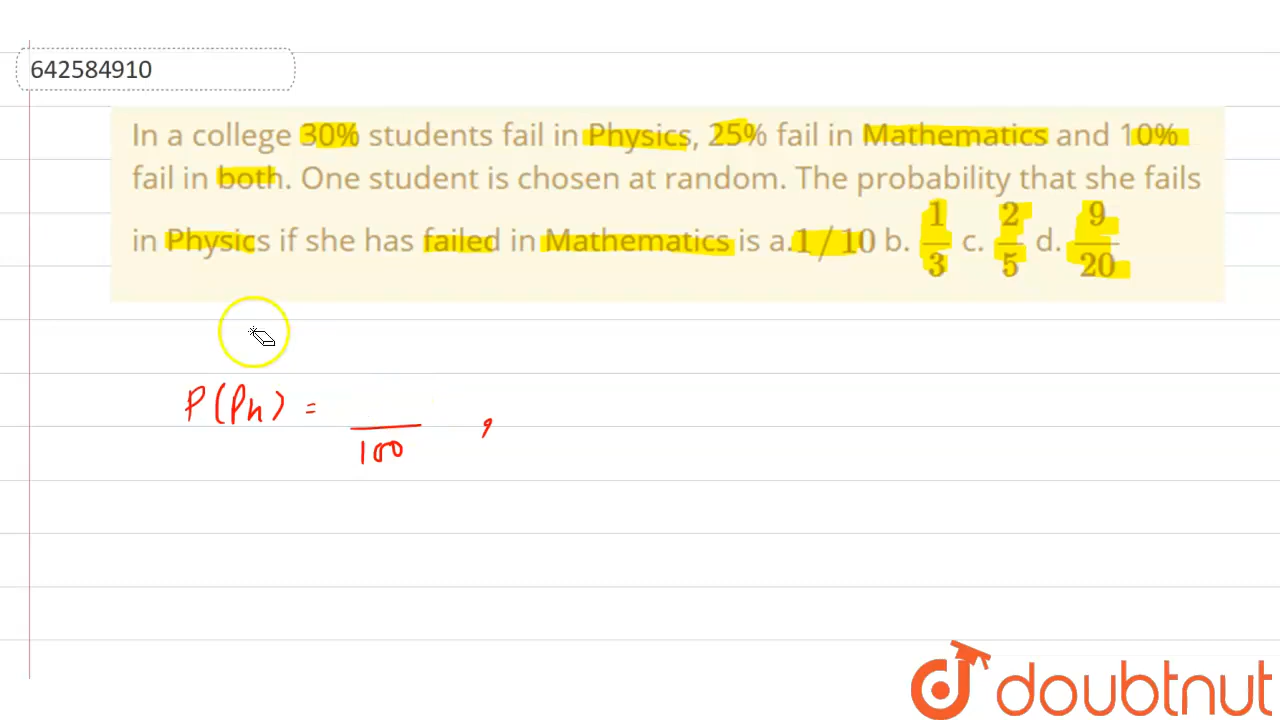 642584910
In a college 30% students fail in Physics, 25% fail in Mathematics and 10%
fail in both. One student is chosen at random. The probability that she fails
in Physics if she has failed in Mathematics is a.1 / 10 b. 1/3 c. 2/5 d. 9/20
P(Ph) = /100 ,
doubtnut